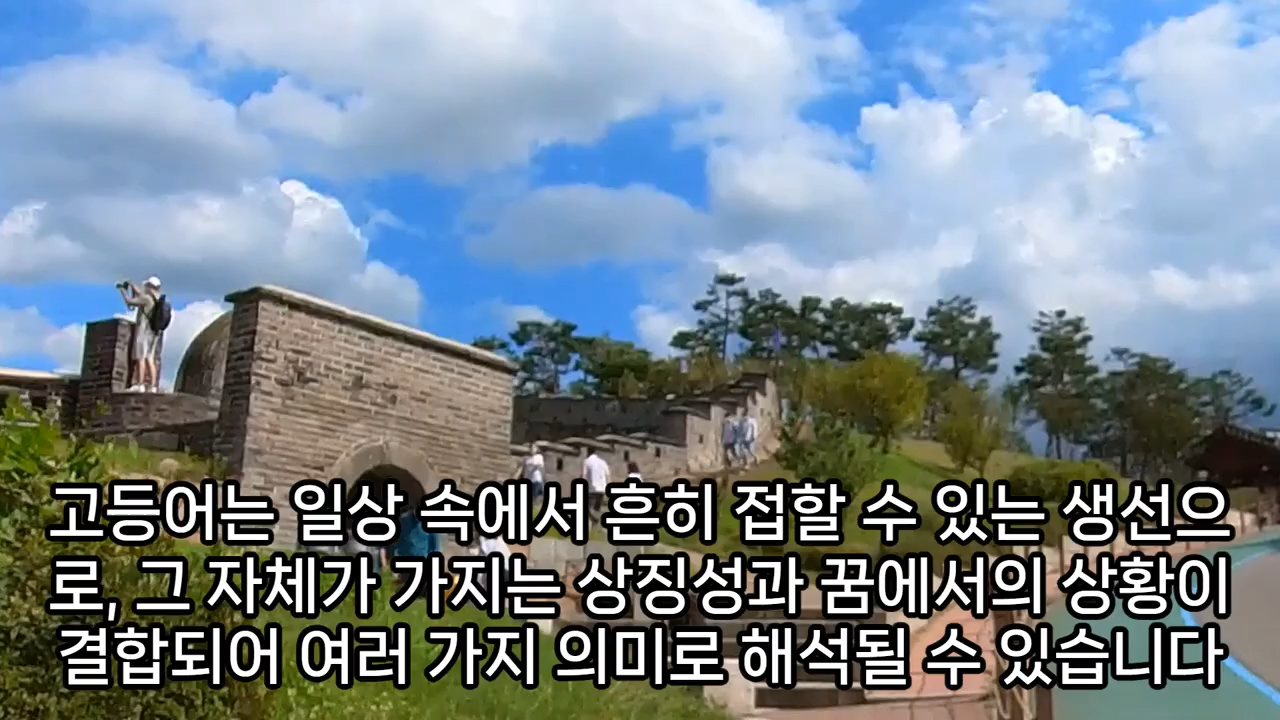 고등어는 일상 속에서 흔히 접할 수 있는 생선으
로, 그 자체가 가지는 상징성과 꿈에서의 상황이
결합되어 여러 가지 의미로 해석될 수 있습니다